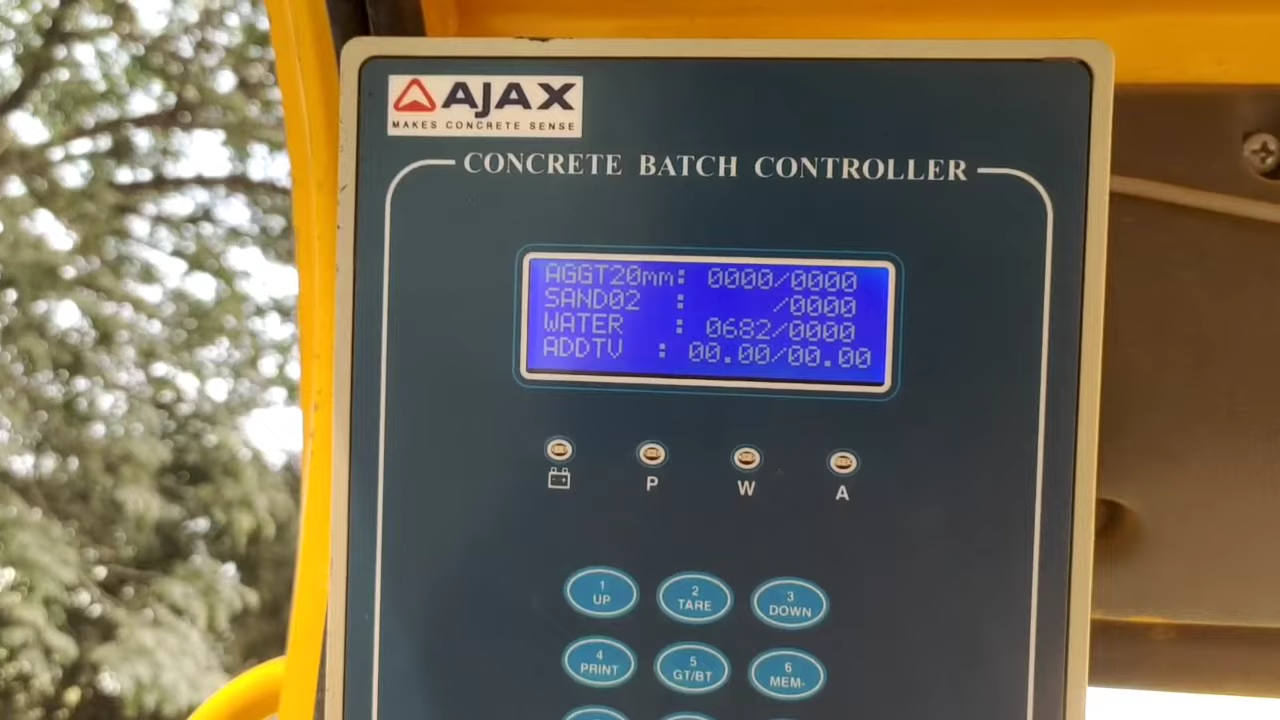 AJAX
MAKES CONCRETE SENSE
CONCRETE BATCH CONTROLLER
AGGT20mm: 0000/0000
SAND02 : /0000
WATER : 0682/0000
ADDTV : 00.00/00.00
P W A
1 2 3
UP TARE DOWN
4 5 6
PRINT GT/BT MEM-